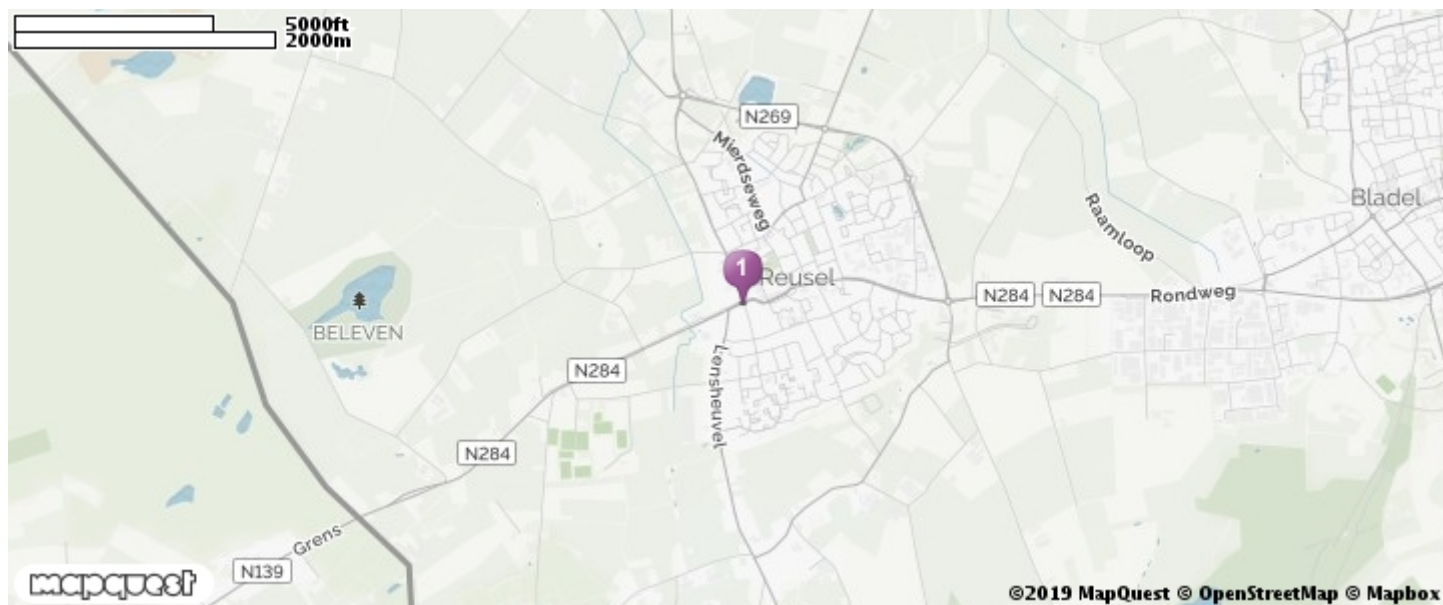 5000ft
2000m
N269
Mierdseweg
Bladel
Raamloop
1
Reusel
N284
N284
Rondweg
BELEVEN
N284
Lensheuvel
N284
Grens
N139
mapquest
©2019 MapQuest © OpenStreetMap © Mapbox